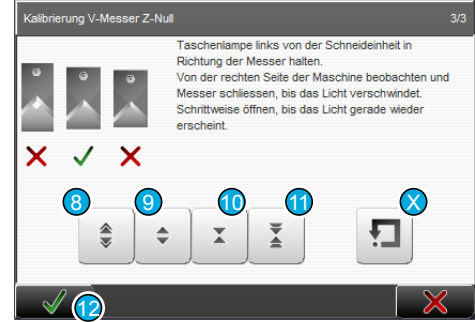 Kalibrierung V-Messer Z-Null 3/3
Taschenlampe links von der Schneideinheit in
Richtung der Messer halten.
Von der rechten Seite der Maschine beobachten und
Messer schliessen, bis das Licht verschwindet.
Schrittweise öffnen, bis das Licht gerade wieder
erscheint.
8 9 10 11 X
12